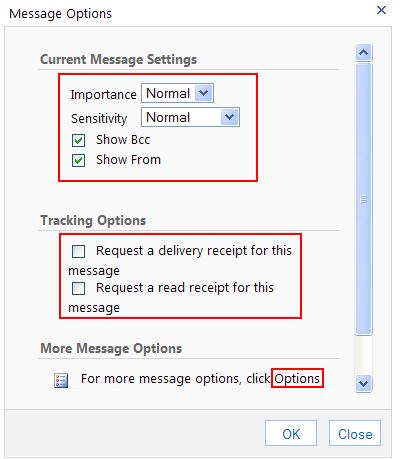 Message Options
Current Message Settings
Importance Normal
Sensitivity Normal
Show Bcc
Show From
Tracking Options
Request a delivery receipt for this
message
Request a read receipt for this
message
More Message Options
For more message options, click Options
OK Close